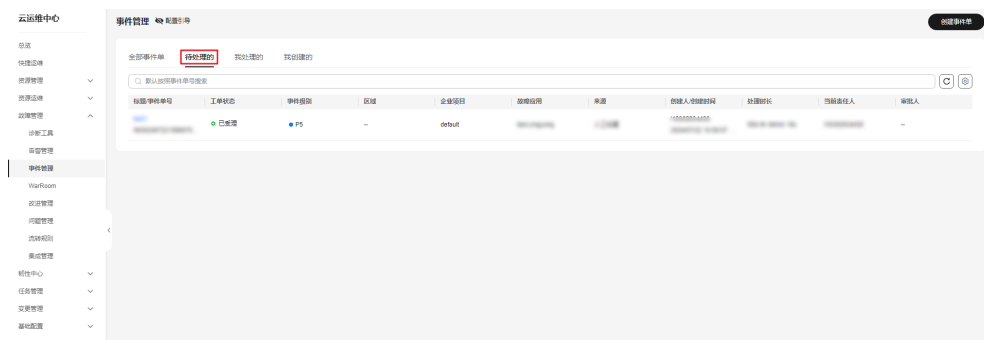 云运维中心
事件管理 配置引导
创建事件单
总览
快捷运维
资源管理
资源运维
故障管理
诊断工具
告警管理
事件管理
WarRoom
改进管理
问题管理
流转规则
集成管理
韧性中心
任务管理
变更管理
基础配置
全部事件单 待处理的 我处理的 我创建的
默认按照事件单号搜索
标题/事件单号 工单状态 事件级别 区域 企业项目 故障应用 来源 创建人/创建时间 处理时长 当前责任人 审批人
已受理 P5 -- default --